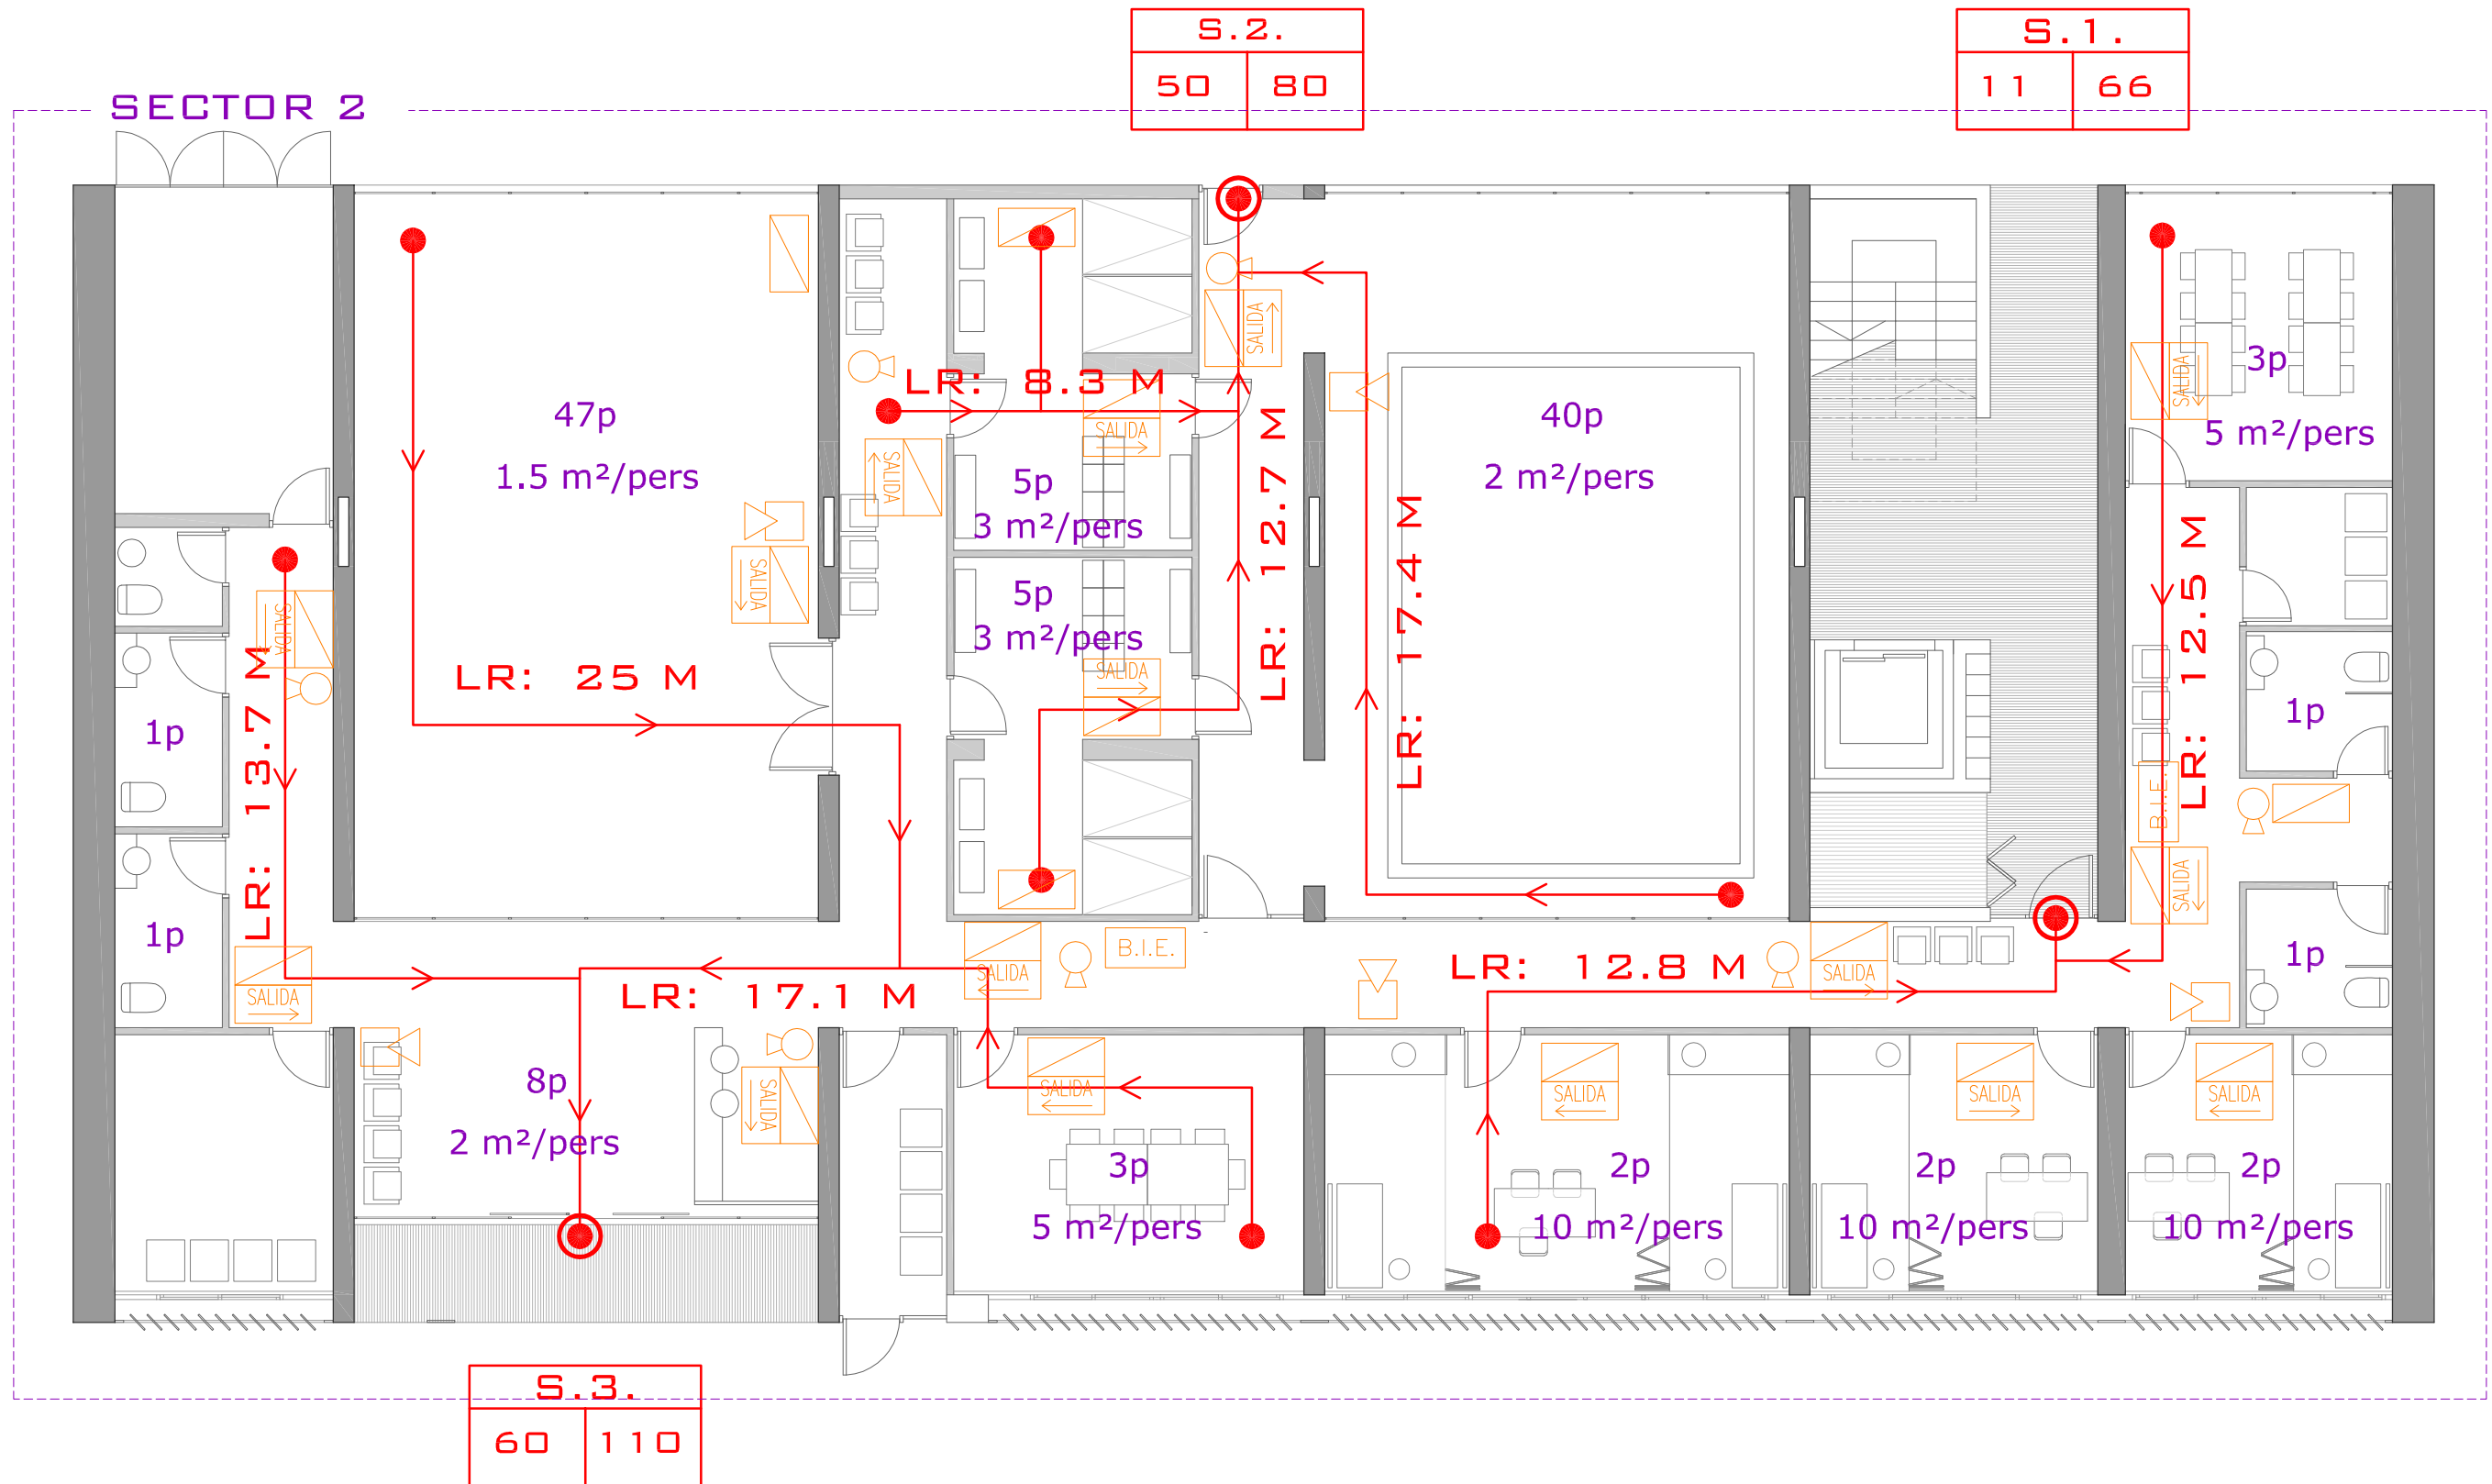 S.2.
50 80
S.1.
11 66
SECTOR 2
SALIDA
3p
5 m²/pers
SALIDA
LR: 8.3 M
47p
1.5 m²/pers
SALIDA
40p
2 m²/pers
SALIDA
5p
3 m²/pers
LR: 12.7 M
LR: 17.4 M
LR: 12.5 M
SALIDA
SALIDA
5p
3 m²/pers
SALIDA
LR: 25 M
LR: 13.7 M
1p
1p
B.I.E.
SALIDA
1p
1p
SALIDA
B.I.E.
SALIDA
LR: 12.8 M
SALIDA
SALIDA
LR: 17.1 M
8p
2 m²/pers
SALIDA
SALIDA
SALIDA
SALIDA
SALIDA
3p
5 m²/pers
2p
10 m²/pers
2p
10 m²/pers
2p
10 m²/pers
S.3.
60 110